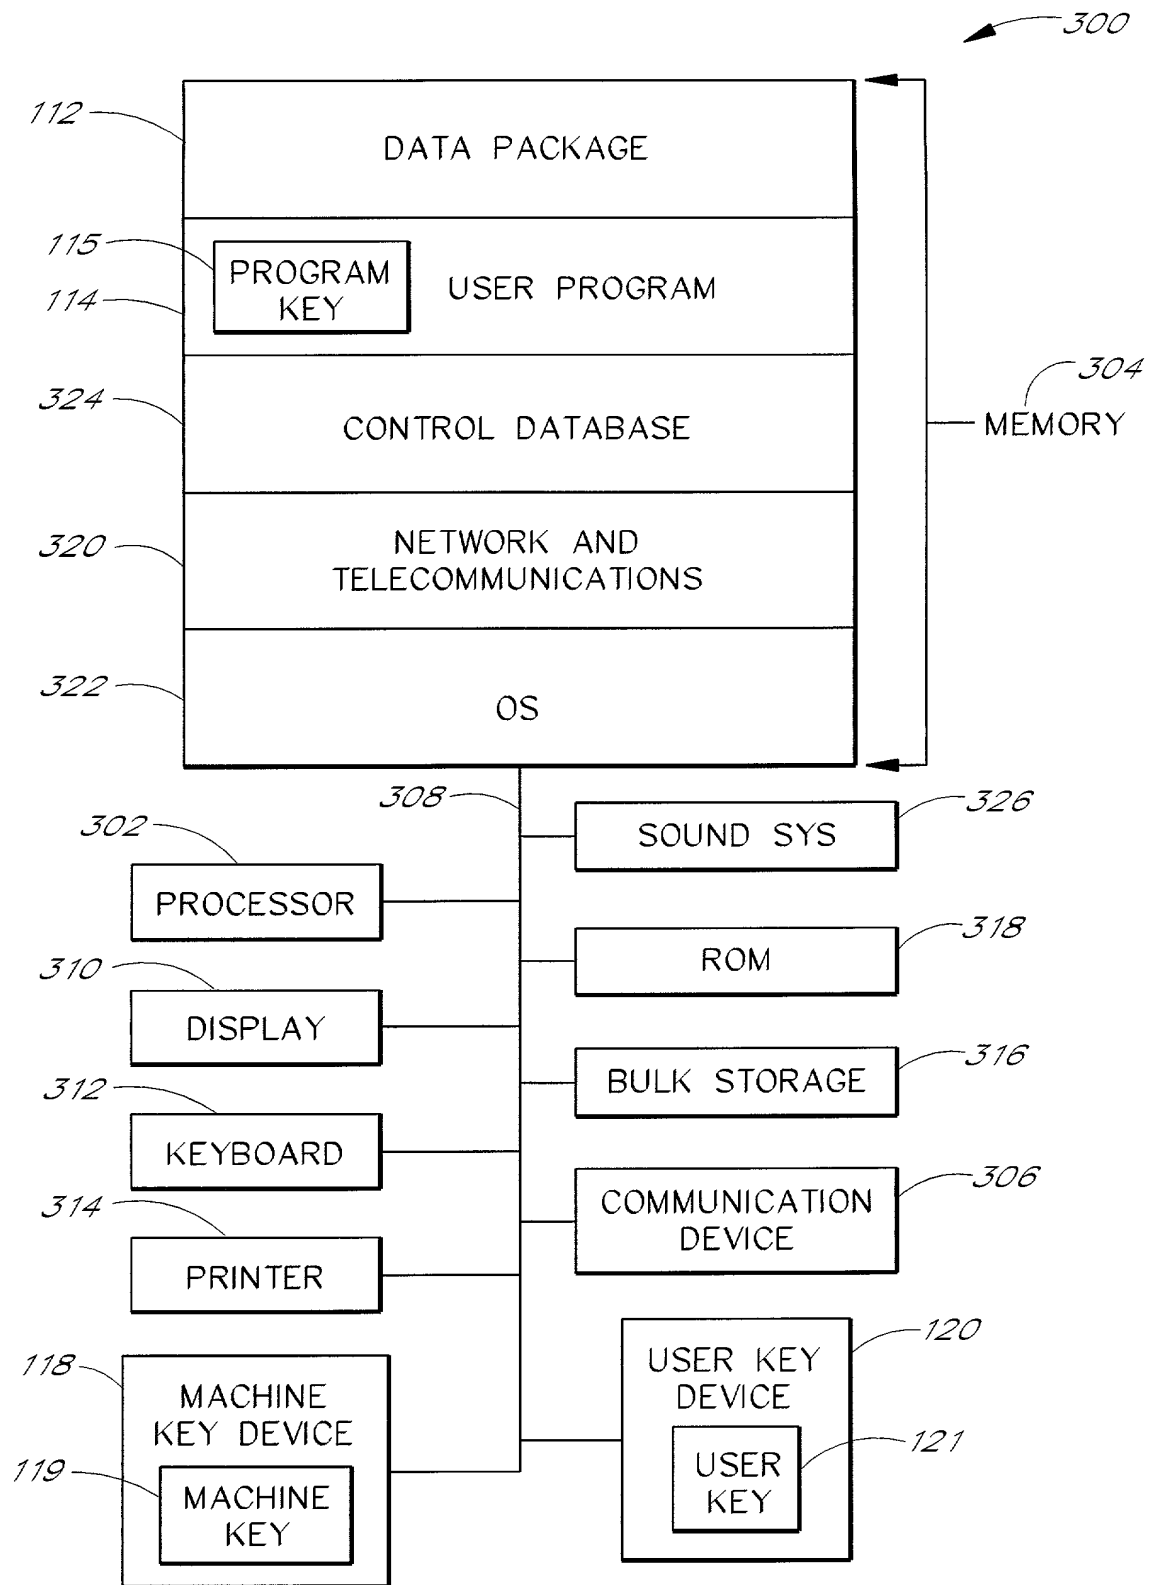 300
112
DATA PACKAGE
115
PROGRAM
KEY
USER PROGRAM
114
304
MEMORY
324
CONTROL DATABASE
320
NETWORK AND
TELECOMMUNICATIONS
322
OS
308
326
SOUND SYS
302
PROCESSOR
318
ROM
310
DISPLAY
316
BULK STORAGE
312
KEYBOARD
306
COMMUNICATION
DEVICE
314
PRINTER
120
USER KEY
DEVICE
121
USER
KEY
118
MACHINE
KEY DEVICE
119
MACHINE
KEY